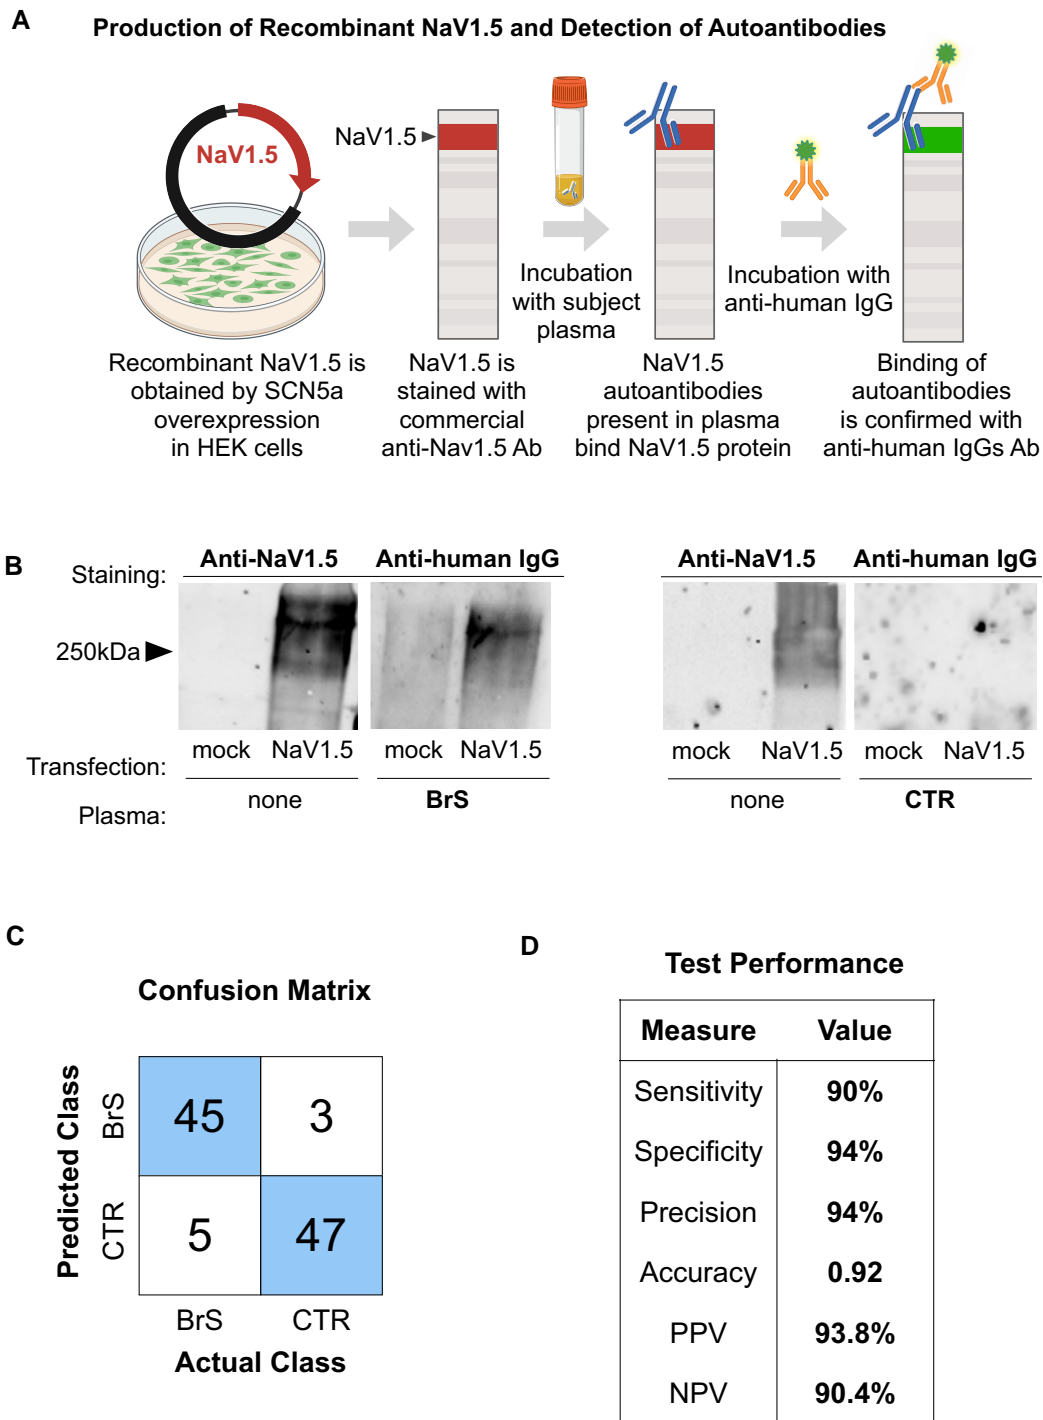 A
Production of Recombinant NaV1.5 and Detection of Autoantibodies
NaV1.5
NaV1.5
Incubation
with subject
plasma
Incubation with
anti-human IgG
Recombinant NaV1.5 is
obtained by SCN5a
overexpression
in HEK cells
NaV1.5 is
stained with
commercial
anti-Nav1.5 Ab
NaV1.5
autoantibodies
present in plasma
bind NaV1.5 protein
Binding of
autoantibodies
is confirmed with
anti-human IgGs Ab
B
Staining:
Anti-NaV1.5
Anti-human IgG
Anti-NaV1.5
Anti-human IgG
250kDa
mock
NaV1.5
mock
NaV1.5
mock
NaV1.5
mock
NaV1.5
Transfection:
Plasma:
none
BrS
none
CTR
C
Confusion Matrix
Predicted Class
BrS
CTR
45
3
5
47
BrS
CTR
Actual Class
D
Test Performance
Measure Value
Sensitivity 90%
Specificity 94%
Precision 94%
Accuracy 0.92
PPV 93.8%
NPV 90.4%